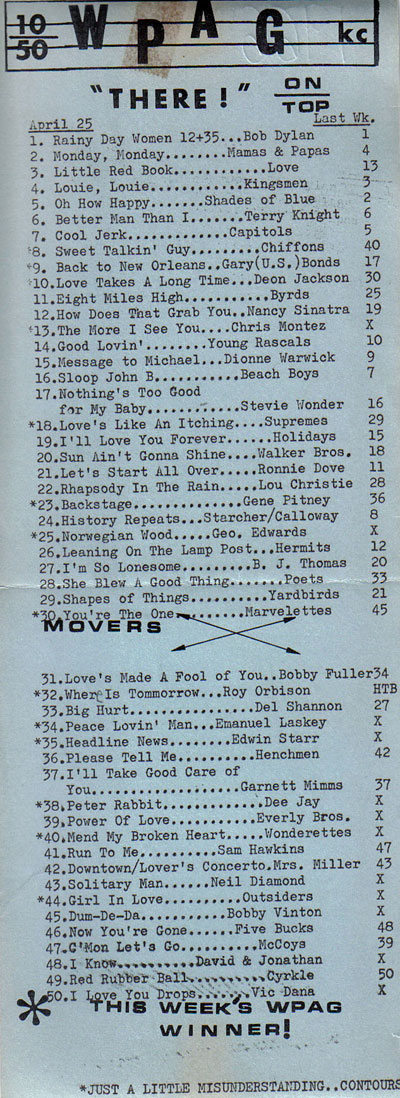 10/50 WPAG kc
"THERE!" ON TOP
April 25 Last Wk.
1. Rainy Day Women 12+35...Bob Dylan 1
2. Monday, Monday........Mamas & Papas 4
3. Little Red Book...........Love 13
4. Louie, Louie.............Kingsmen 3
5. Oh How Happy......Shades of Blue 2
6. Better Man Than I.......Terry Knight 6
7. Cool Jerk............Capitols 5
*8. Sweet Talkin' Guy........Chiffons 40
*9. Back to New Orleans..Gary(U.S.)Bonds 17
*10.Love Takes A Long Time...Deon Jackson 30
11.Eight Miles High...........Byrds 25
12.How Does That Grab You..Nancy Sinatra 19
*13.The More I See You....Chris Montez X
14.Good Lovin'.......Young Rascals 10
15.Message to Michael...Dionne Warwick 9
16.Sloop John B...........Beach Boys 7
17.Nothing's Too Good
for My Baby............Stevie Wonder 16
*18.Love's Like An Itching....Supremes 29
19.I'll Love You Forever......Holidays 15
20.Sun Ain't Gonna Shine....Walker Bros. 18
21.Let's Start All Over.....Ronnie Dove 11
22.Rhapsody In The Rain.....Lou Christie 28
*23.Backstage..............Gene Pitney 36
24.History Repeats...Starcher/Calloway 8
*25.Norwegian Wood.....Geo. Edwards X
26.Leaning On The Lamp Post...Hermits 12
27.I'm So Lonesome.........B. J. Thomas 20
28.She Blew A Good Thing.......Poets 33
29.Shapes of Things..........Yardbirds 21
*30.You're The One.........Marvelettes 45
MOVERS
31.Love's Made A Fool of You..Bobby Fuller34
*32.Where Is Tommorrow...Roy Orbison HTB
33.Big Hurt................Del Shannon 27
*34.Peace Lovin' Man...Emanuel Laskey X
*35.Headline News........Edwin Starr X
36.Please Tell Me.........Henchmen 42
37.I'll Take Good Care of
You...................Garnett Mimms 37
*38.Peter Rabbit.............Dee Jay X
39.Power Of Love...........Everly Bros. X
*40.Mend My Broken Heart.....Wonderettes X
41.Run To Me...........Sam Hawkins 47
42.Downtown/Lover's Concerto.Mrs. Miller 43
43.Solitary Man......Neil Diamond X
*44.Girl In Love..........Outsiders X
45.Dum-De-Da...........Bobby Vinton X
46.Now You're Gone......Five Bucks 48
47.C'Mon Let's Go..........McCoys 39
48.I Know..........David & Jonathan X
49.Red Rubber Ball..........Cyrkle 50
50.I Love You Drops.......Vic Dana X
* THIS WEEK'S WPAG
WINNER!
*JUST A LITTLE MISUNDERSTANDING..CONTOURS